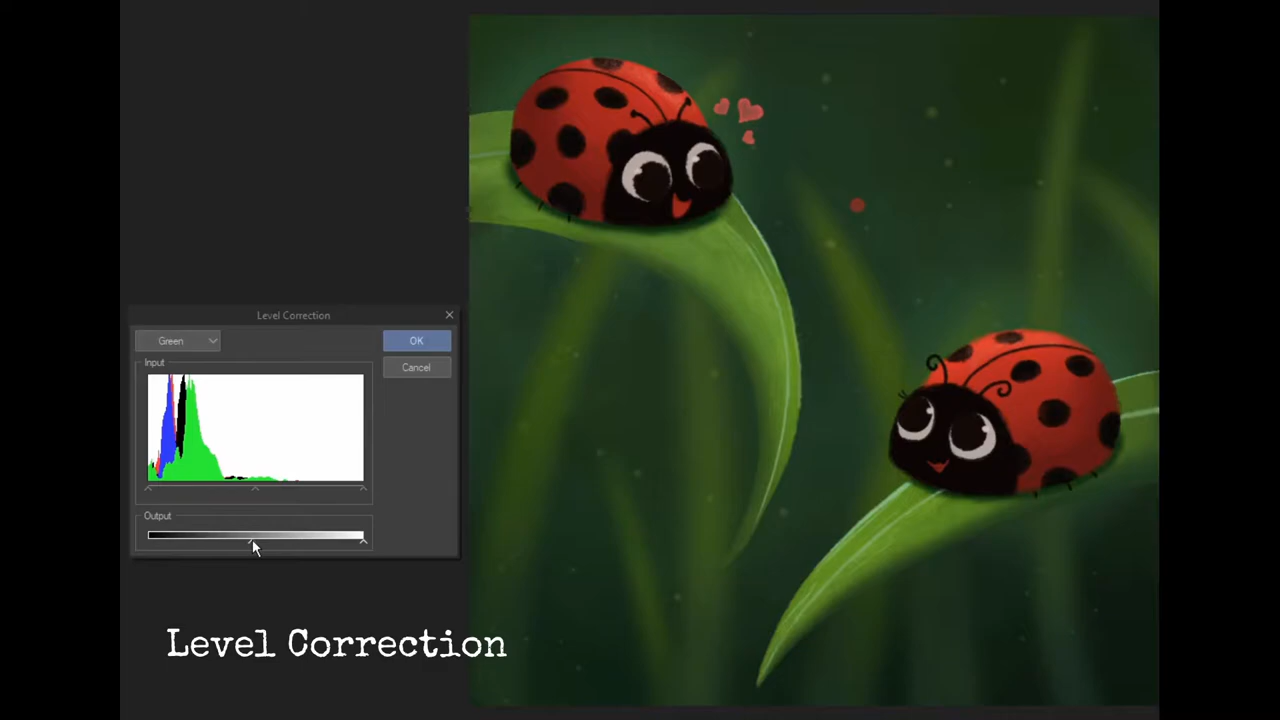 Level Correction
Green
OK
Input
Cancel
Output
Level Correction